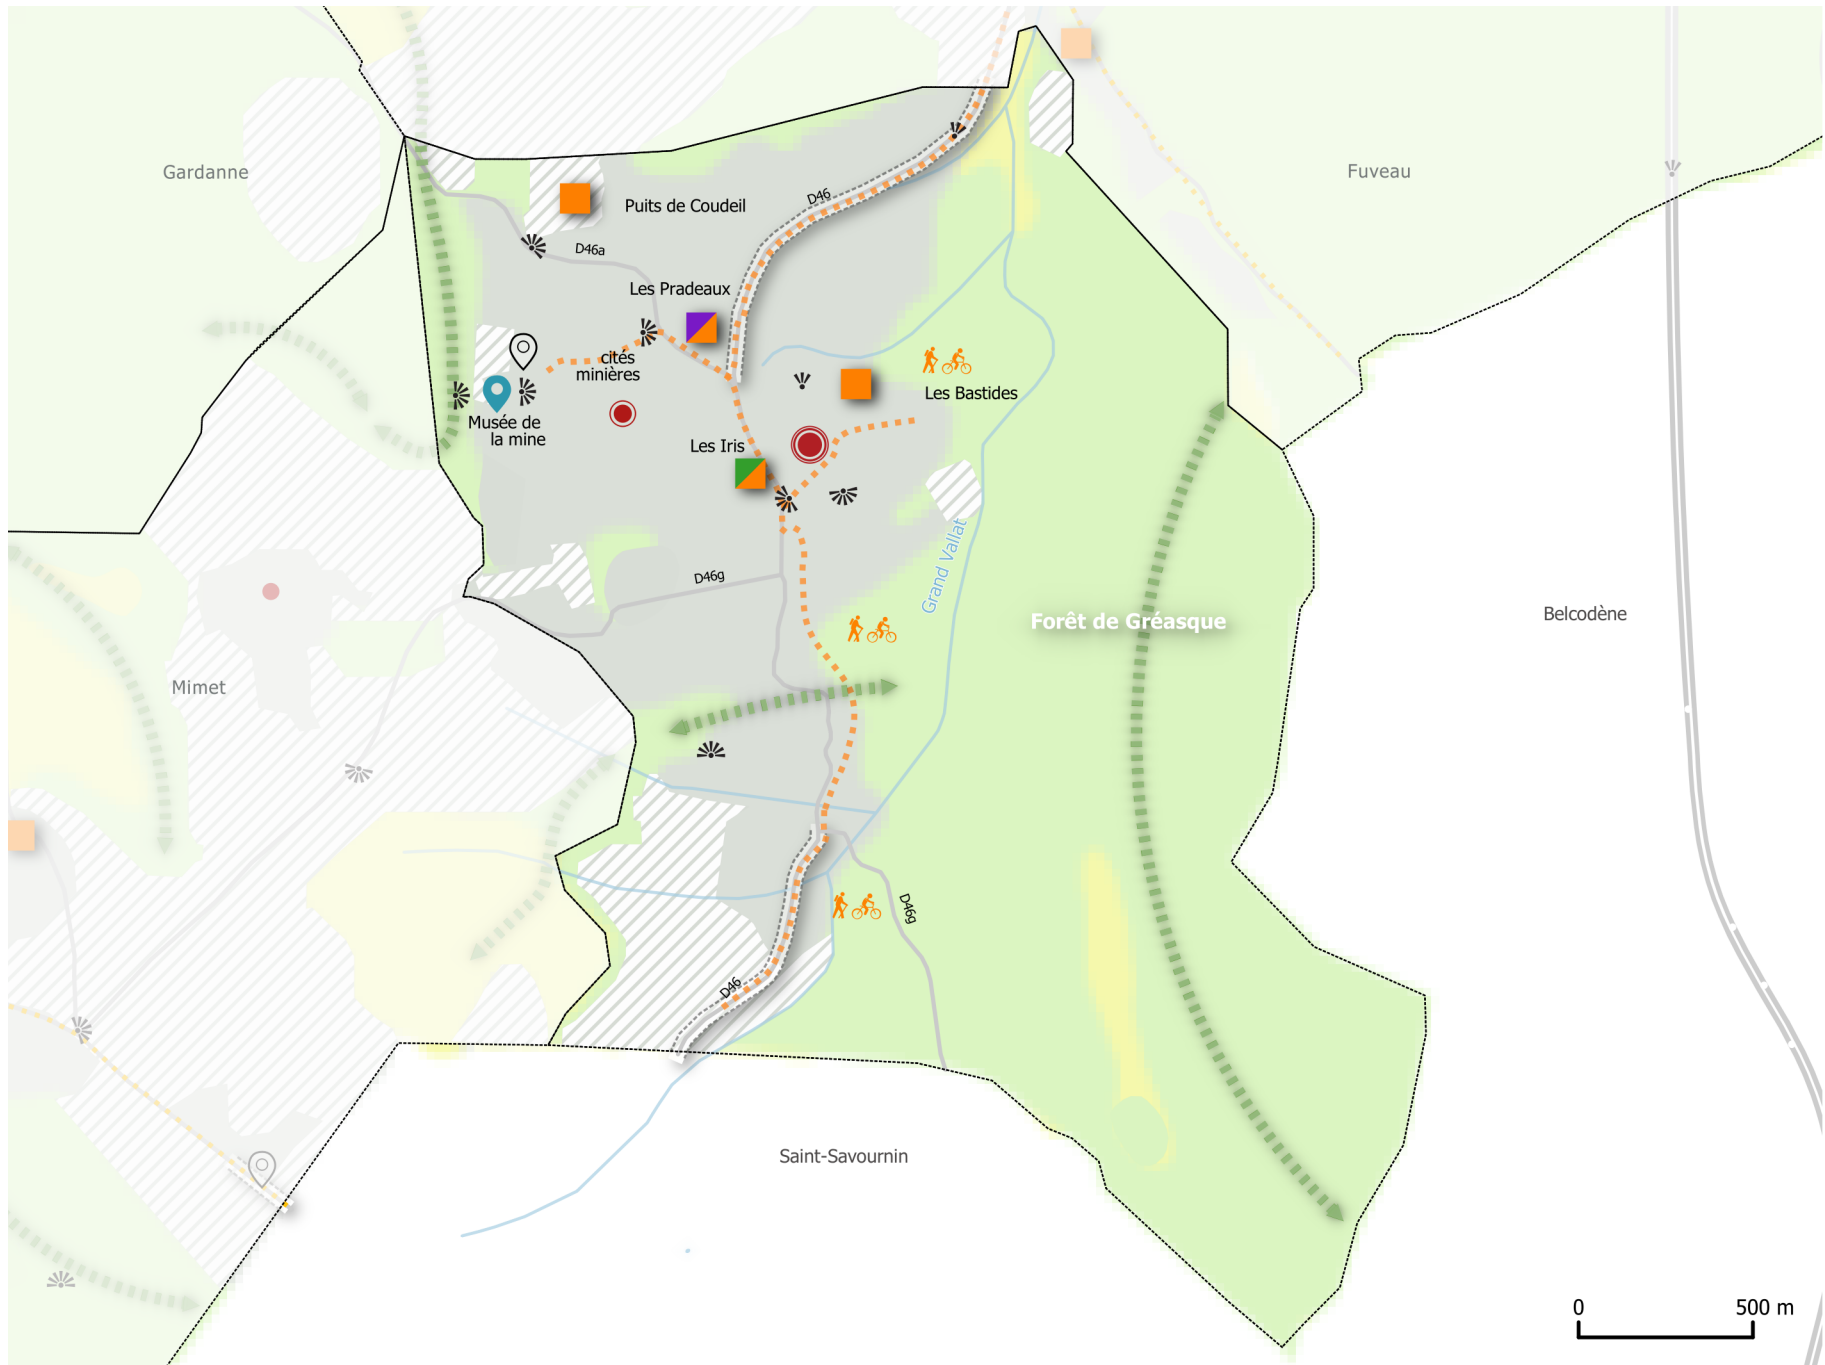 Gardanne
Fuveau
D46
Puits de Coudeil
D46a
Les Pradeaux
cités
minières
Les Bastides
Musée de
la mine
Les Iris
Grand Vallat
D46g
Forêt de Gréasque
Belcodène
Mimet
D46g
D46
Saint-Savournin
0 500 m